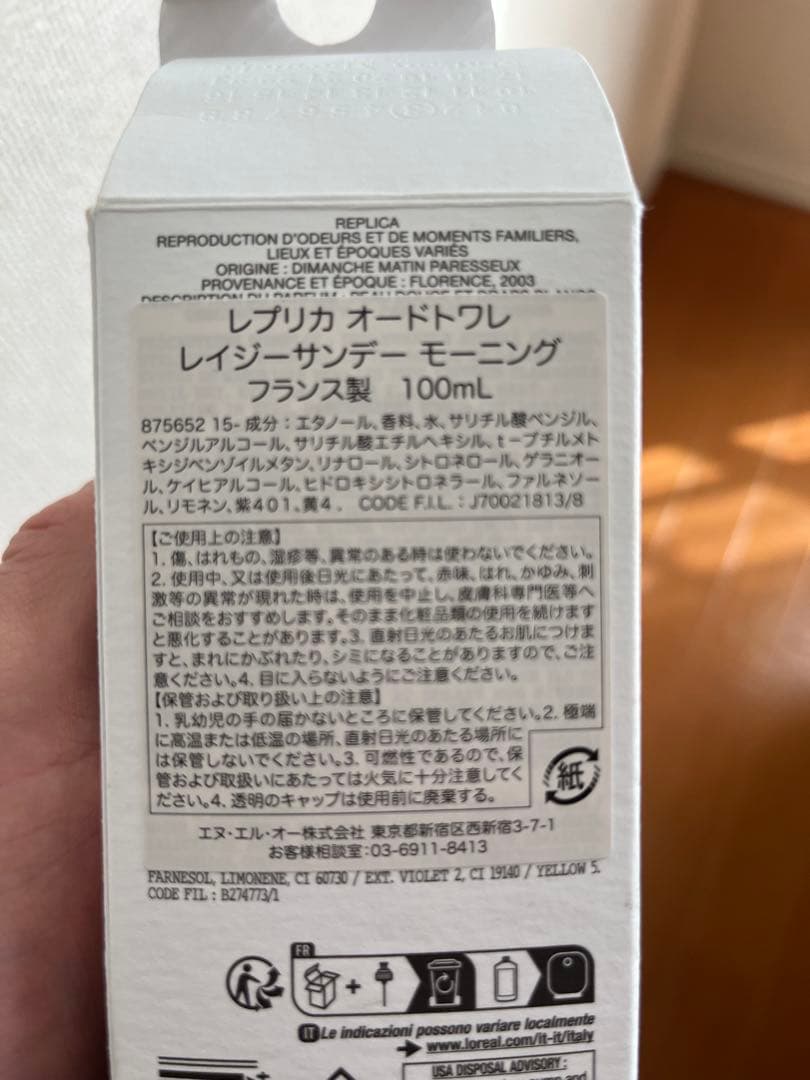 REPLICA
REPRODUCTION D'ODEURS ET DE MOMENTS FAMILIERS,
LIEUX ET ÉPOQUES VARIÉS
ORIGINE : DIMANCHE MATIN PARESSEUX
PROVENANCE ET ÉPOQUE : FLORENCE, 2003
レプリカ オードトワレ
レイジーサンデー モーニング
フランス製 100mL
875652 15- 成分：エタノール、香料、水、サリチル酸ベンジル、
ベンジルアルコール、サリチル酸エチルヘキシル、t－ブチルメト
キシジベンゾイルメタン、リナロール、シトロネロール、ゲラニオー
ル、ケイヒアルコール、ヒドロキシシトロネラール、ファルネソー
ル、リモネン、紫401、黄4． CODE F.I.L. : J70021813/8
【ご使用上の注意】
1. 傷、はれもの、湿疹等、異常のある時は使わないでください。
2. 使用中、又は使用後日光にあたって、赤味、はれ、かゆみ、刺
激等の異常が現れた時は、使用を中止し、皮膚科専門医等へ
ご相談をおすすめします。そのまま化粧品類の使用を続けます
と悪化することがあります。3. 直射日光のあたるお肌につけま
すと、まれにかぶれたり、シミになることがありますので、ご注
意ください。4. 目に入らないようにご注意ください。
【保管および取り扱い上の注意】
1. 乳幼児の手の届かないところに保管してください。2. 極端
に高温または低温の場所、直射日光のあたる場所に
は保管しないでください。3. 可燃性であるので、保
管および取扱いにあたっては火気に十分注意してく
ださい。4. 透明のキャップは使用前に廃棄する。
紙
エヌ・エル・オー株式会社 東京都新宿区西新宿3-7-1
お客様相談室：03-6911-8413
FARNESOL, LIMONENE, CI 60730 / EXT. VIOLET 2, CI 19140 / YELLOW 5.
CODE FIL : B274773/1
FR
+
IT Le indicazioni possono variare localmente
www.loreal.com/it-it/italy
USA DISPOSAL ADVISORY :